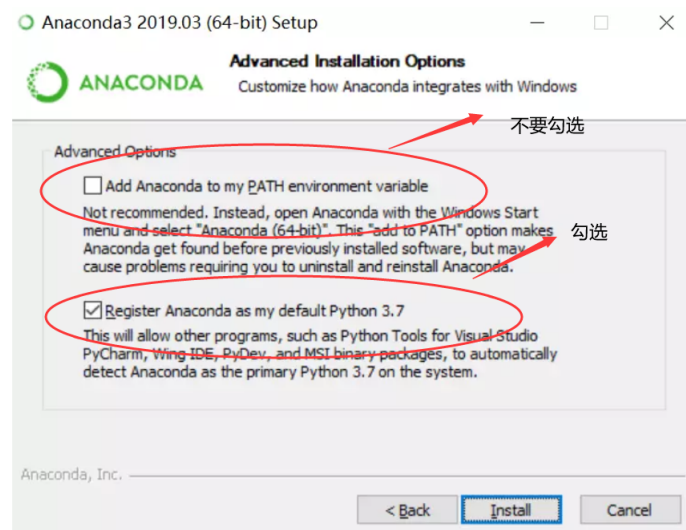 Anaconda3 2019.03 (64-bit) Setup
ANACONDA
Advanced Installation Options
Customize how Anaconda integrates with Windows
不要勾选
Advanced Options
Add Anaconda to my PATH environment variable
Not recommended. Instead, open Anaconda with the Windows Start
menu and select "Anaconda (64-bit)". This "add to PATH" option makes
Anaconda get found before previously installed software, but may
cause problems requiring you to uninstall and reinstall Anaconda.
勾选
Register Anaconda as my default Python 3.7
This will allow other programs, such as Python Tools for Visual Studio
PyCharm, Wing IDE, PyDev, and MSI binary packages, to automatically
detect Anaconda as the primary Python 3.7 on the system.
Anaconda, Inc.
< Back
Install
Cancel